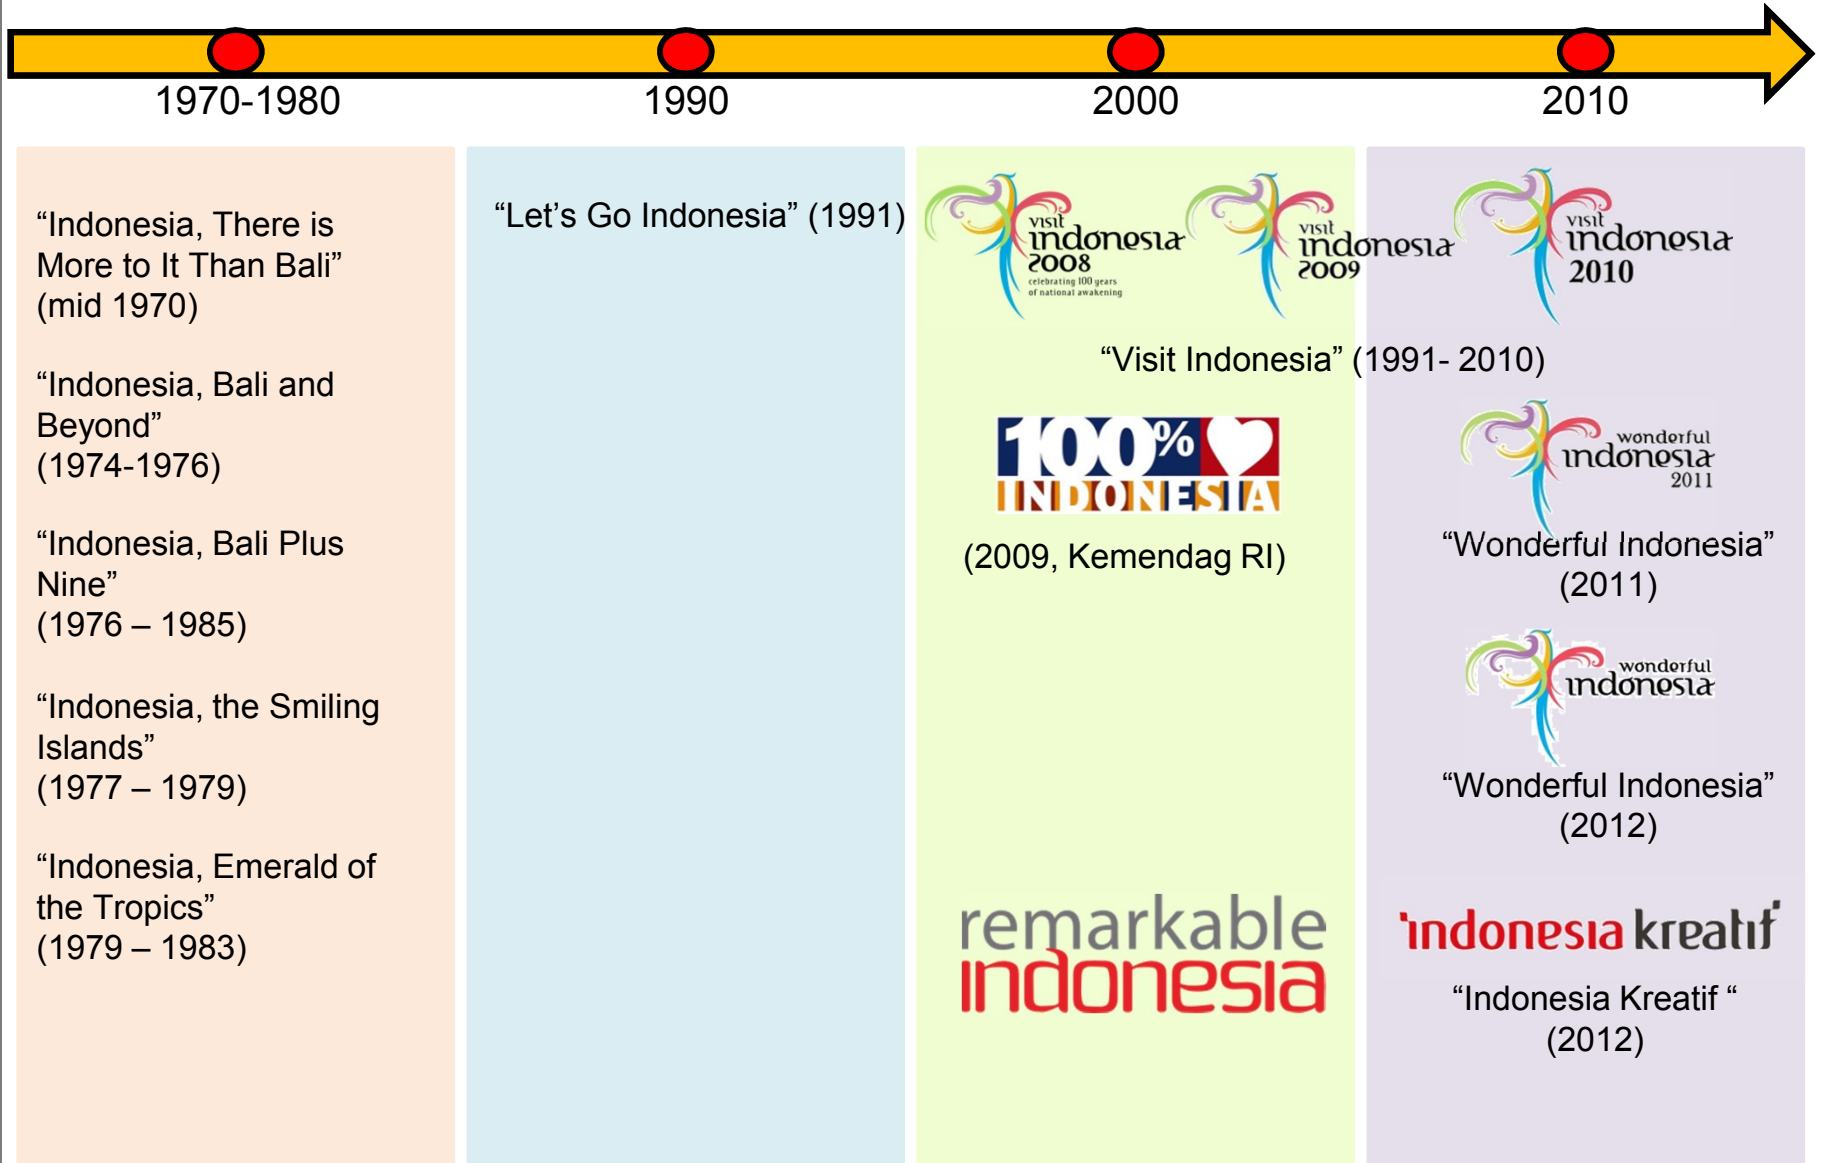 1970-1980
1990
2000
2010
“Indonesia, There is
More to It Than Bali”
(mid 1970)
“Indonesia, Bali and
Beyond”
(1974-1976)
“Indonesia, Bali Plus
Nine”
(1976 – 1985)
“Indonesia, the Smiling
Islands”
(1977 – 1979)
“Indonesia, Emerald of
the Tropics”
(1979 – 1983)
“Let’s Go Indonesia” (1991)
visit
indonesia
2008
celebrating 100 years
of national awakening
visit
indonesia
2009
visit
indonesia
2010
“Visit Indonesia” (1991- 2010)
100%
INDONESIA
(2009, Kemendag RI)
remarkable
indonesia
wonderful
indonesia
2011
“Wonderful Indonesia”
(2011)
wonderful
indonesia
“Wonderful Indonesia”
(2012)
indonesia kreatif
“Indonesia Kreatif “
(2012)